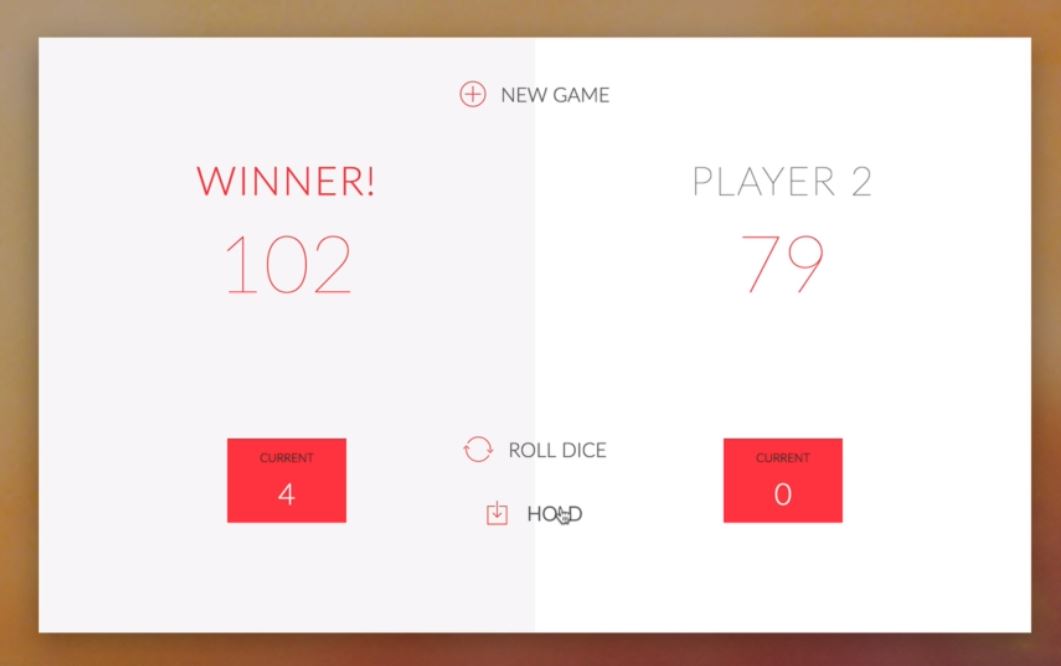 NEW GAME
WINNER!
102
PLAYER 2
79
CURRENT
4
ROLL DICE
HOLD
CURRENT
0